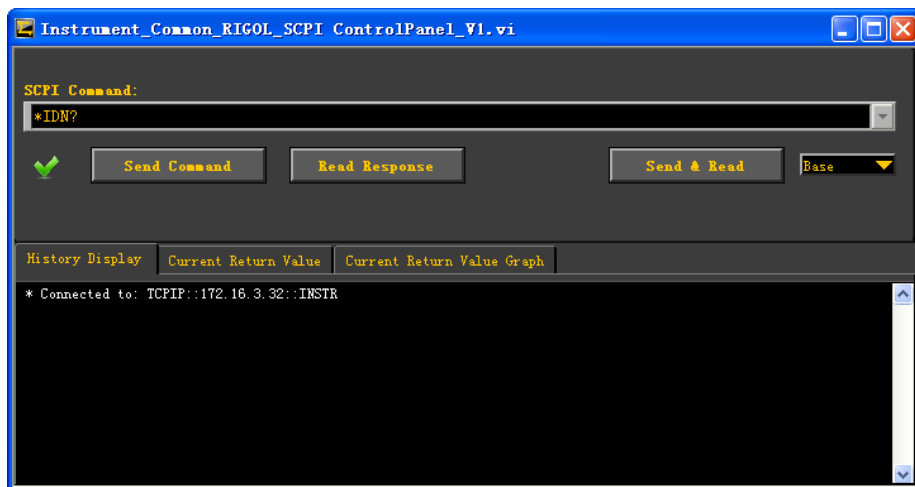 Instrument_Common_RIGOL_SCPI ControlPanel_V1.vi
SCPI Command:
*IDN?
Send Command
Read Response
Send & Read
Base
History Display
Current Return Value
Current Return Value Graph
* Connected to: TCPIP::172.16.3.32::INSTR